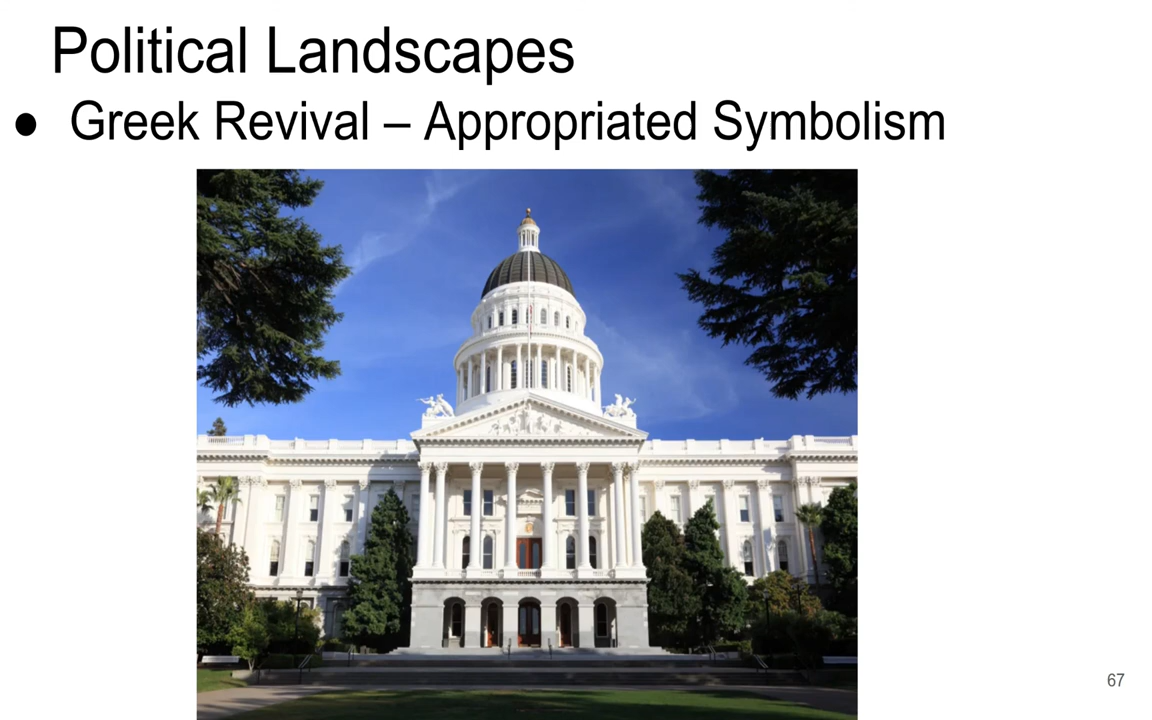 Political Landscapes
● Greek Revival – Appropriated Symbolism
67